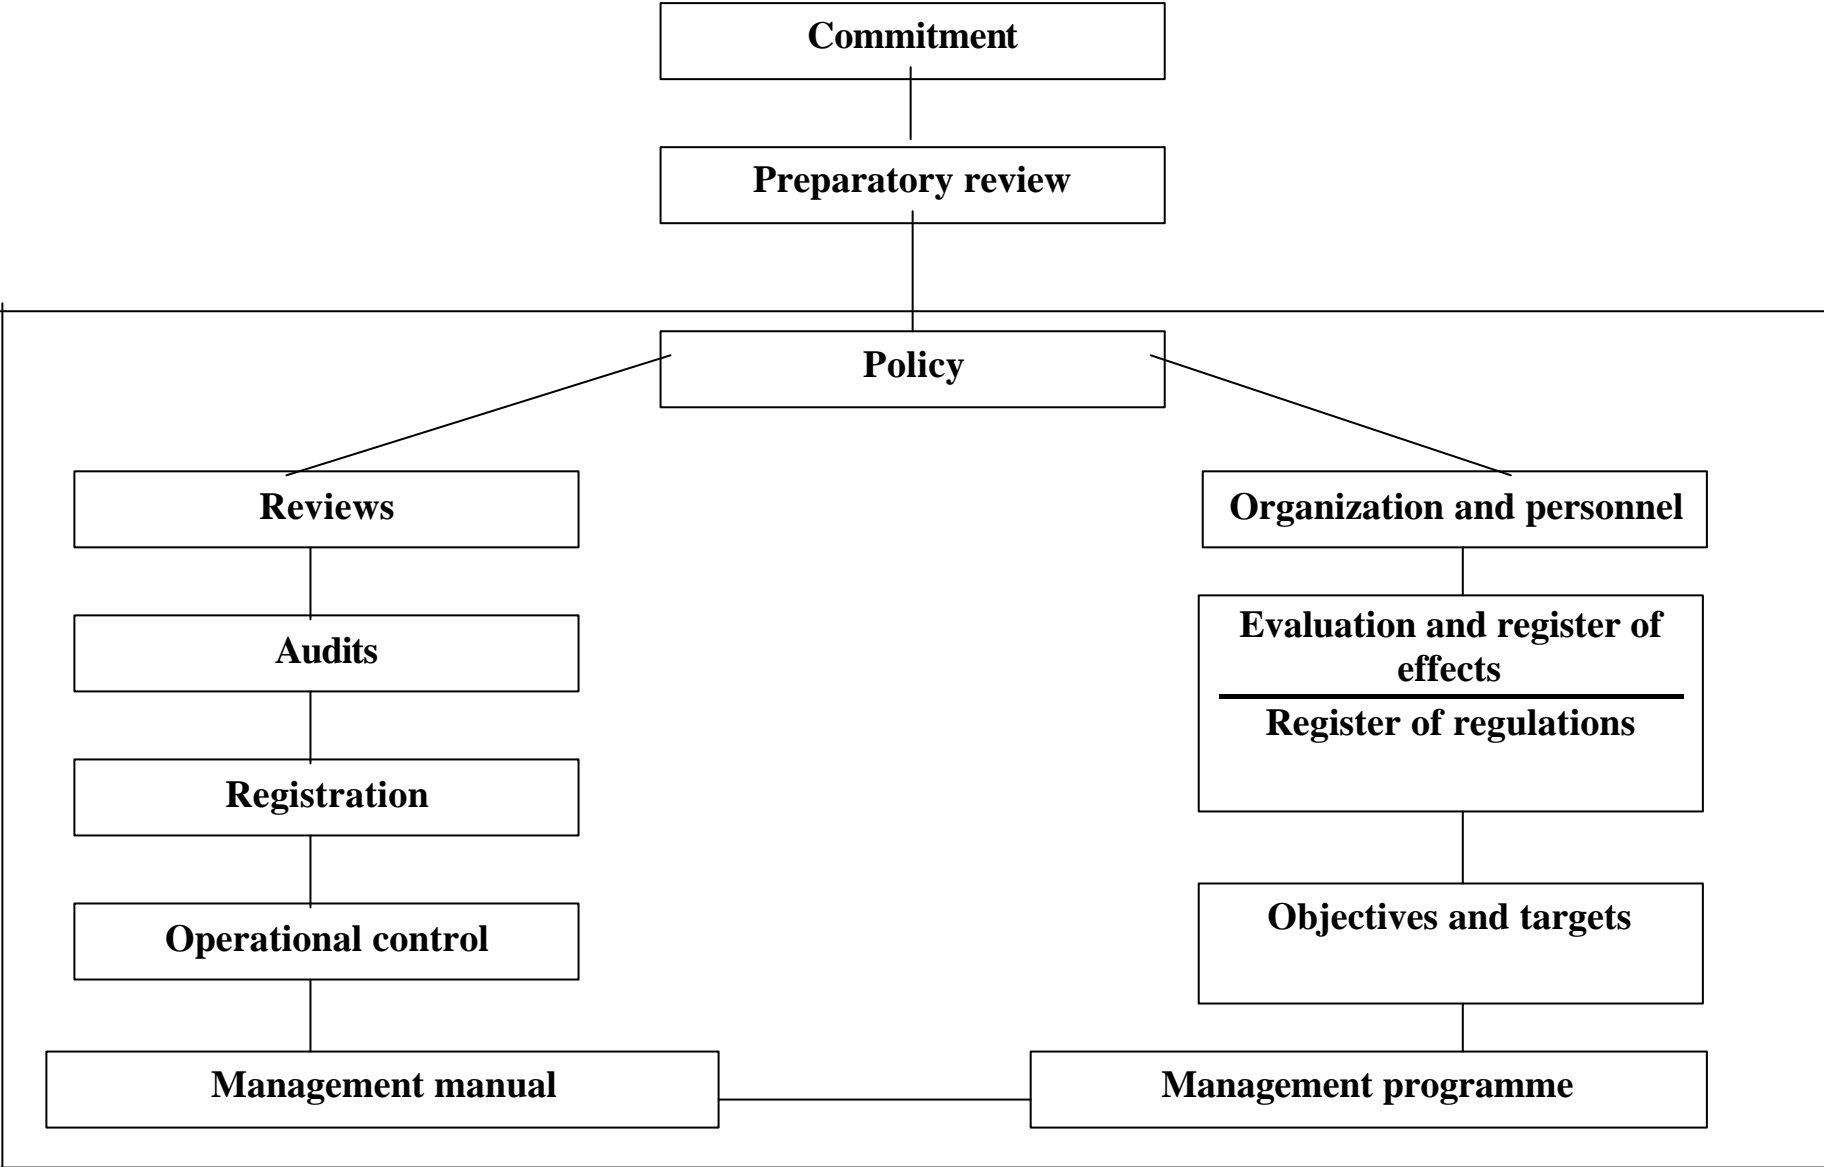 Commitment
Preparatory review
Policy
Reviews
Organization and personnel
Evaluation and register of
effects
Register of regulations
Audits
Registration
Operational control
Objectives and targets
Management manual
Management programme